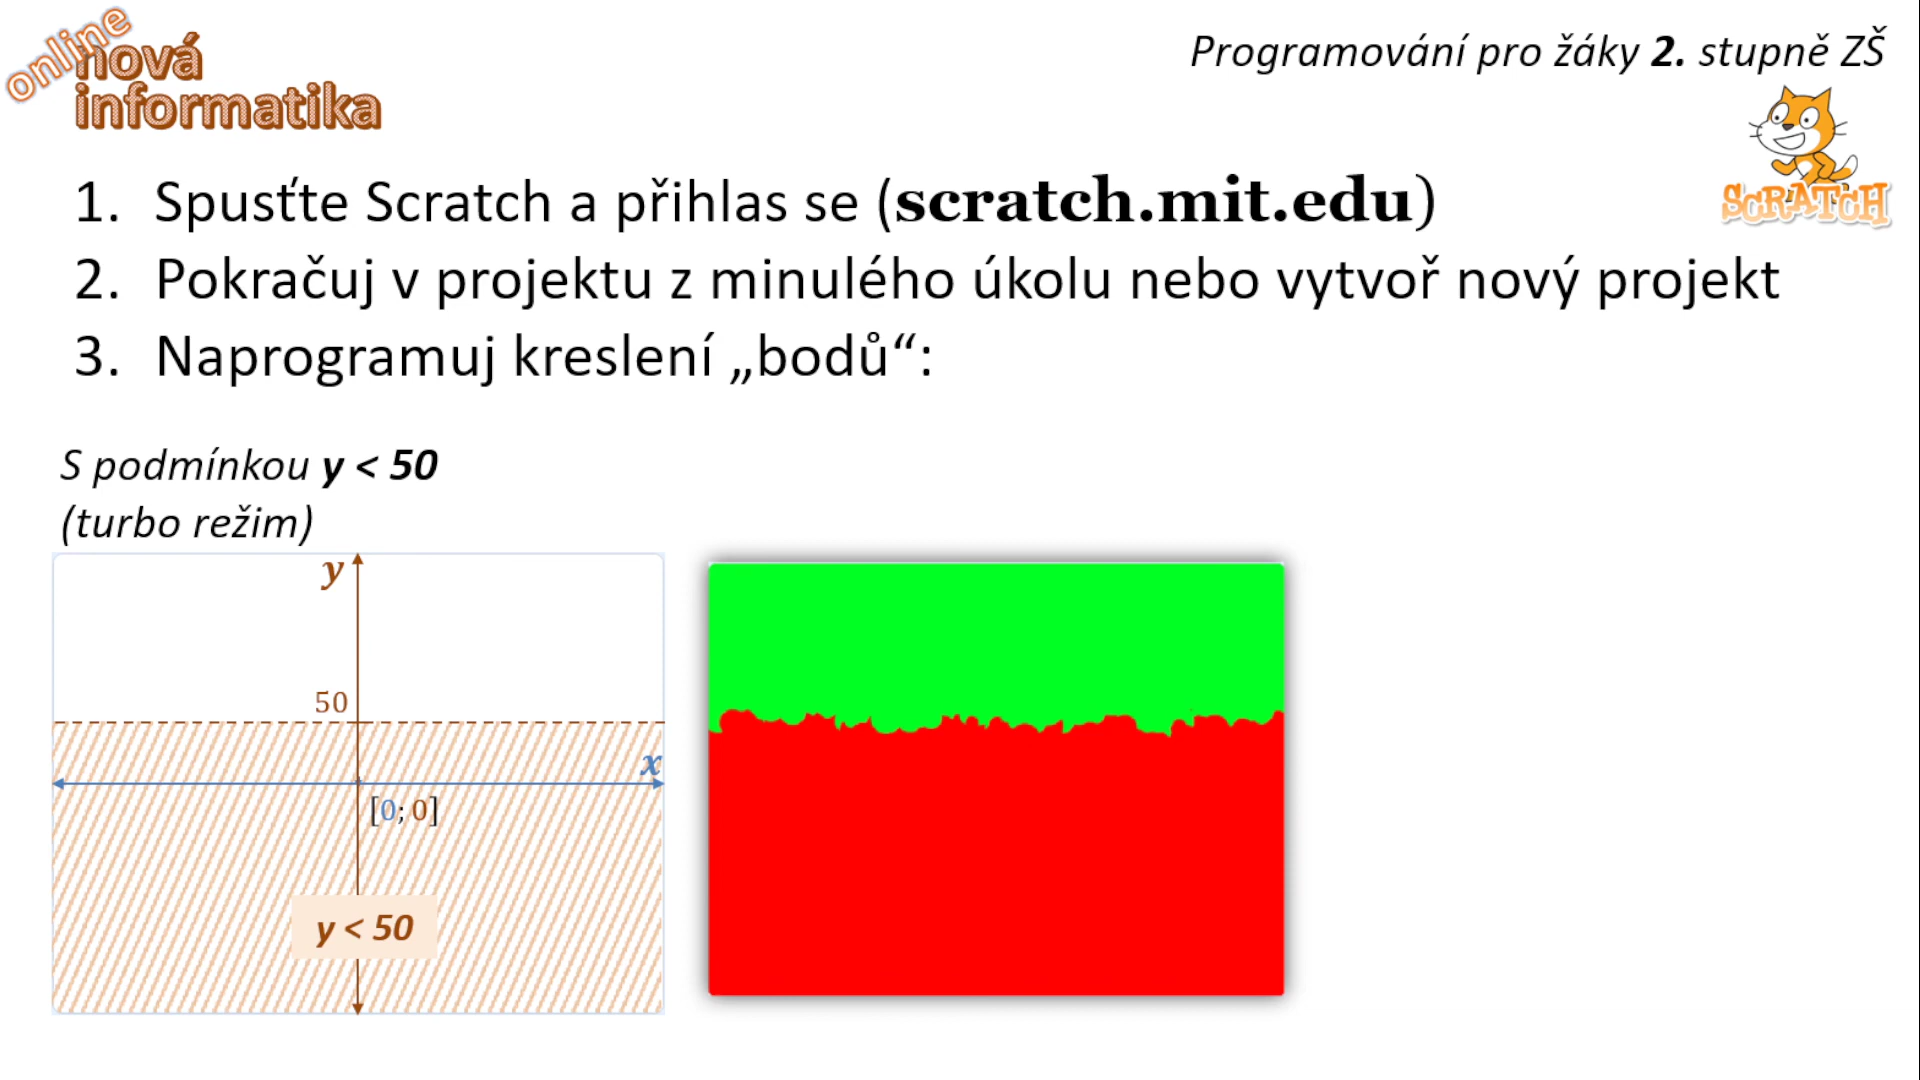 online
nová
informatika
Programování pro žáky 2. stupně ZŠ
SCRATCH
1. Spusťte Scratch a přihlas se (scratch.mit.edu)
2. Pokračuj v projektu z minulého úkolu nebo vytvoř nový projekt
3. Naprogramuj kreslení „bodů“:
S podmínkou y < 50
(turbo režim)
y
50
x
[0; 0]
y < 50